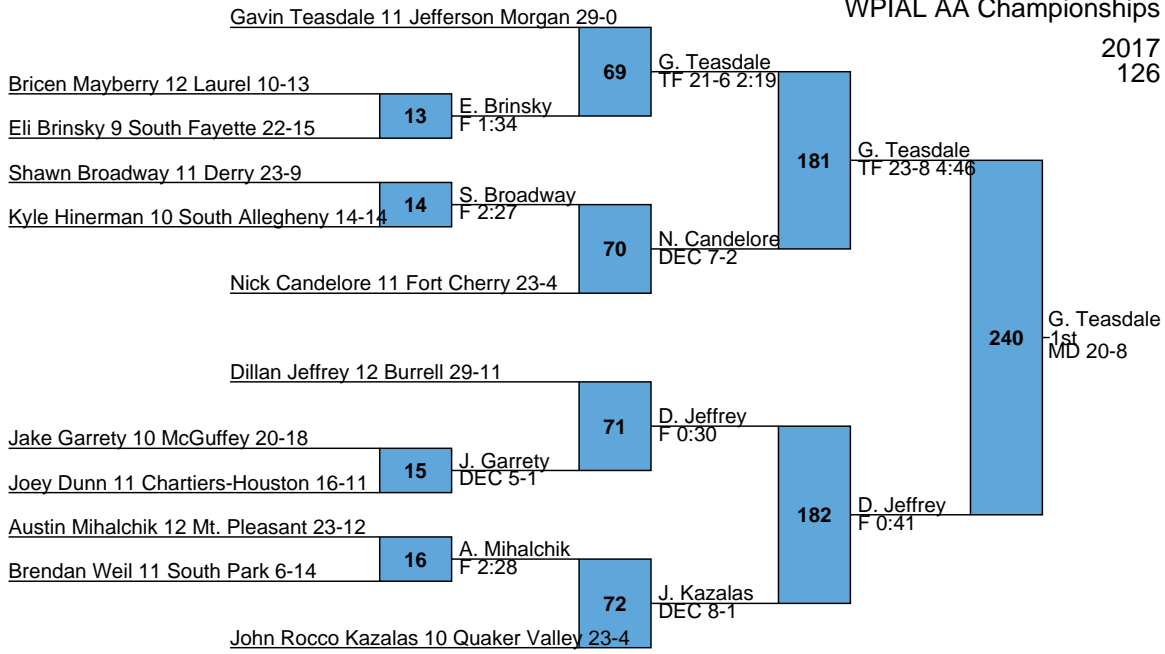 WPIAL AA Championships
2017
126
Gavin Teasdale 11 Jefferson Morgan 29-0
69
G. Teasdale
TF 21-6 2:19
Bricen Mayberry 12 Laurel 10-13
13
E. Brinsky
F 1:34
Eli Brinsky 9 South Fayette 22-15
181
G. Teasdale
TF 23-8 4:46
Shawn Broadway 11 Derry 23-9
14
S. Broadway
F 2:27
Kyle Hinerman 10 South Allegheny 14-14
70
N. Candelore
DEC 7-2
Nick Candelore 11 Fort Cherry 23-4
240
G. Teasdale
1st
MD 20-8
Dillan Jeffrey 12 Burrell 29-11
71
D. Jeffrey
F 0:30
Jake Garrety 10 McGuffey 20-18
15
J. Garrety
DEC 5-1
Joey Dunn 11 Chartiers-Houston 16-11
182
D. Jeffrey
F 0:41
Austin Mihalchik 12 Mt. Pleasant 23-12
16
A. Mihalchik
F 2:28
Brendan Weil 11 South Park 6-14
72
J. Kazalas
DEC 8-1
John Rocco Kazalas 10 Quaker Valley 23-4